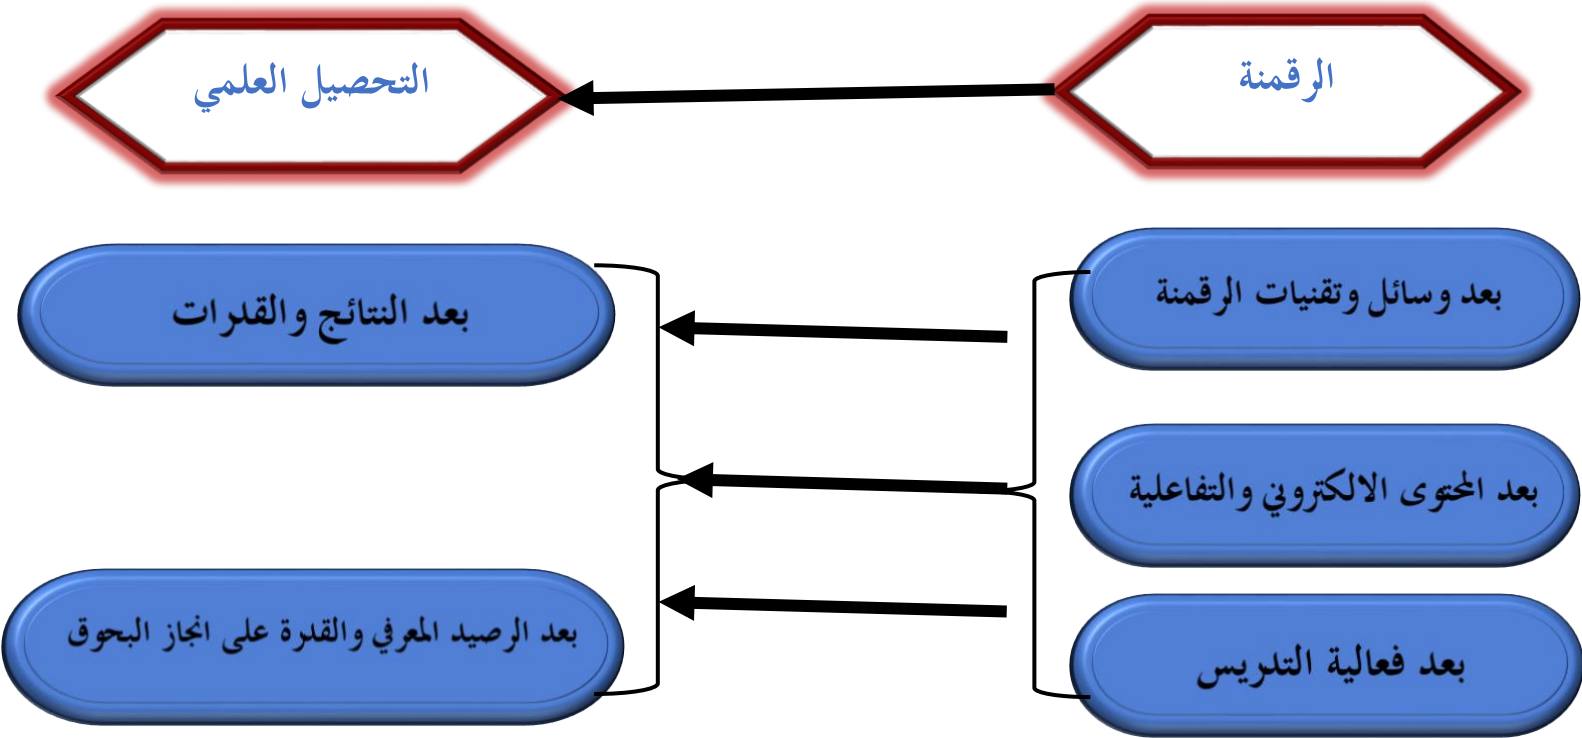 الرقمنة
التحصيل العلمي
بعد وسائل وتقنيات الرقمنة
بعد المحتوى الالكتروني والتفاعلية
بعد فعالية التدريس
بعد النتائج والقدرات
بعد الرصيد المعرفي والقدرة على انجاز البحوق